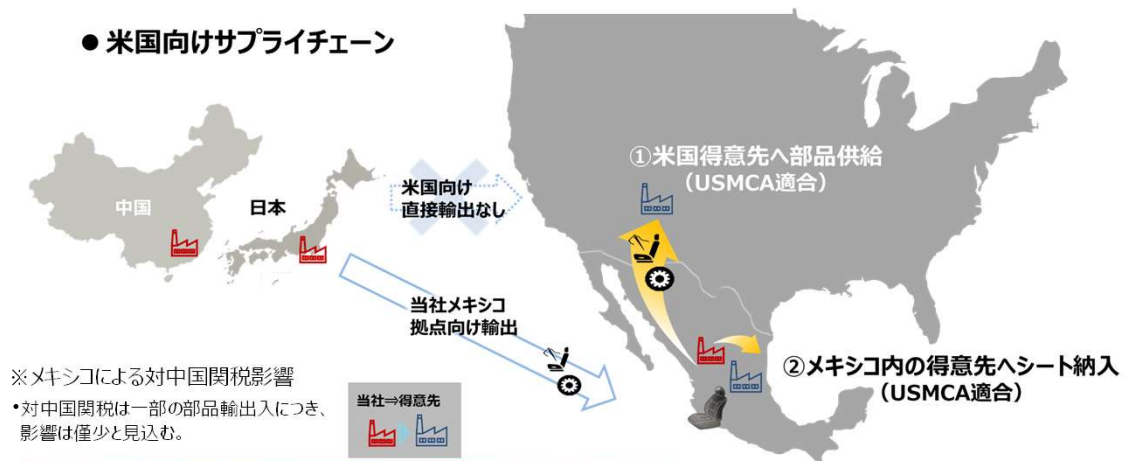 ● 米国向けサプライチェーン
中国
日本
米国向け
直接輸出なし
①米国得意先へ部品供給
(USMCA適合)
当社メキシコ
拠点向け輸出
②メキシコ内の得意先へシート納入
(USMCA適合)
※メキシコによる対中国関税影響
•対中国関税は一部の部品輸出入につき、
影響は僅少と見込む。
当社⇒得意先